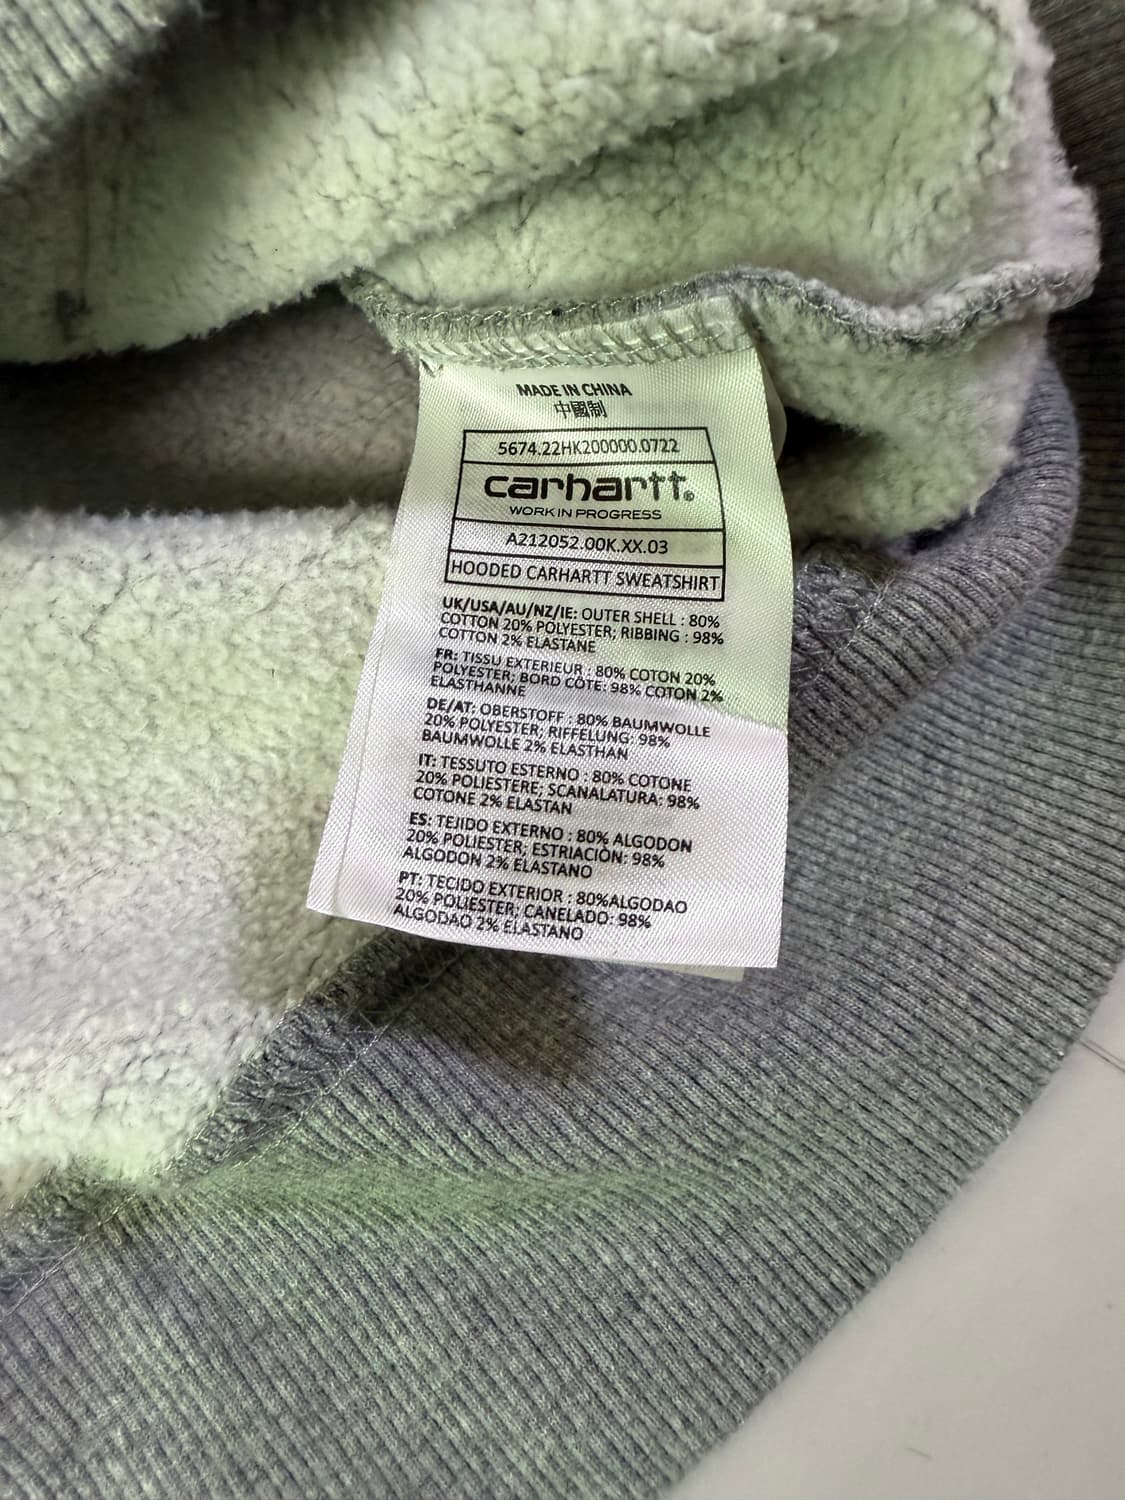 MADE IN CHINA
中國制
5674.22HK200000.0722
carhartt®
WORK IN PROGRESS
A212052.00K.XX.03
HOODED CARHARTT SWEATSHIRT
UK/USA/AU/NZ/IE: OUTER SHELL : 80%
COTTON 20% POLYESTER; RIBBING : 98%
COTTON 2% ELASTANE
FR: TISSU EXTERIEUR : 80% COTON 20%
POLYESTER; BORD CÔTE: 98% COTON 2%
ELASTHANNE
DE/AT: OBERSTOFF : 80% BAUMWOLLE
20% POLYESTER; RIFFELUNG: 98%
BAUMWOLLE 2% ELASTHAN
IT: TESSUTO ESTERNO : 80% COTONE
20% POLIESTERE; SCANALATURA: 98%
COTONE 2% ELASTAN
ES: TEJIDO EXTERNO : 80% ALGODON
20% POLIESTER; ESTRIACIÒN: 98%
ALGODON 2% ELASTANO
PT: TECIDO EXTERIOR : 80%ALGODAO
20% POLIESTER; CANELADO: 98%
ALGODAO 2% ELASTANO